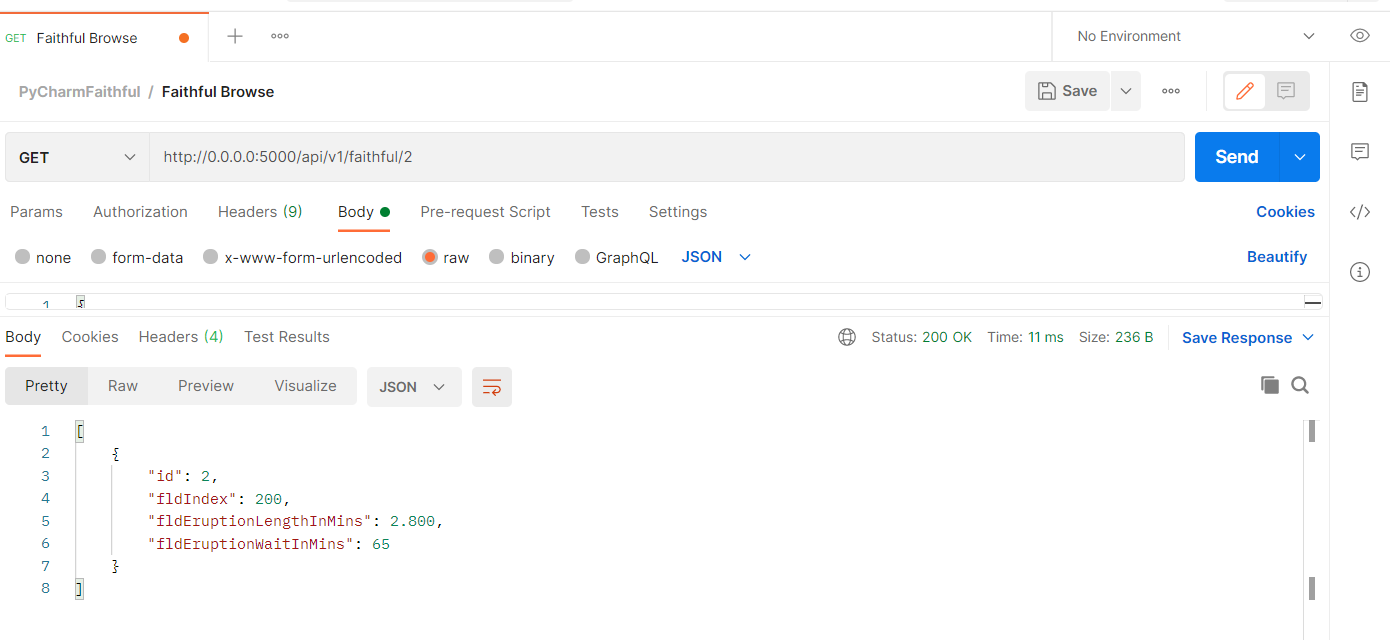 GET Faithful Browse
No Environment
PyCharmFaithful / Faithful Browse
Save
GET http://0.0.0.0:5000/api/v1/faithful/2 Send
Params Authorization Headers (9) Body Pre-request Script Tests Settings Cookies
none form-data x-www-form-urlencoded raw binary GraphQL JSON Beautify
1 {
Body Cookies Headers (4) Test Results Status: 200 OK Time: 11 ms Size: 236 B Save Response
Pretty Raw Preview Visualize JSON
1 [
2 {
3 "id": 2,
4 "fldIndex": 200,
5 "fldEruptionLengthInMins": 2.800,
6 "fldEruptionWaitInMins": 65
7 }
8 ]